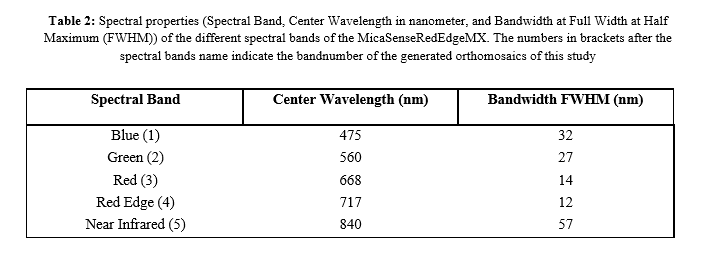 Table 2: Spectral properties (Spectral Band, Center Wavelength in nanometer, and Bandwidth at Full Width at Half
Maximum (FWHM)) of the different spectral bands of the MicaSenseRedEdgeMX. The numbers in brackets after the
spectral bands name indicate the bandnumber of the generated orthomosaics of this study
Spectral Band Center Wavelength (nm) Bandwidth FWHM (nm)
Blue (1) 475 32
Green (2) 560 27
Red (3) 668 14
Red Edge (4) 717 12
Near Infrared (5) 840 57